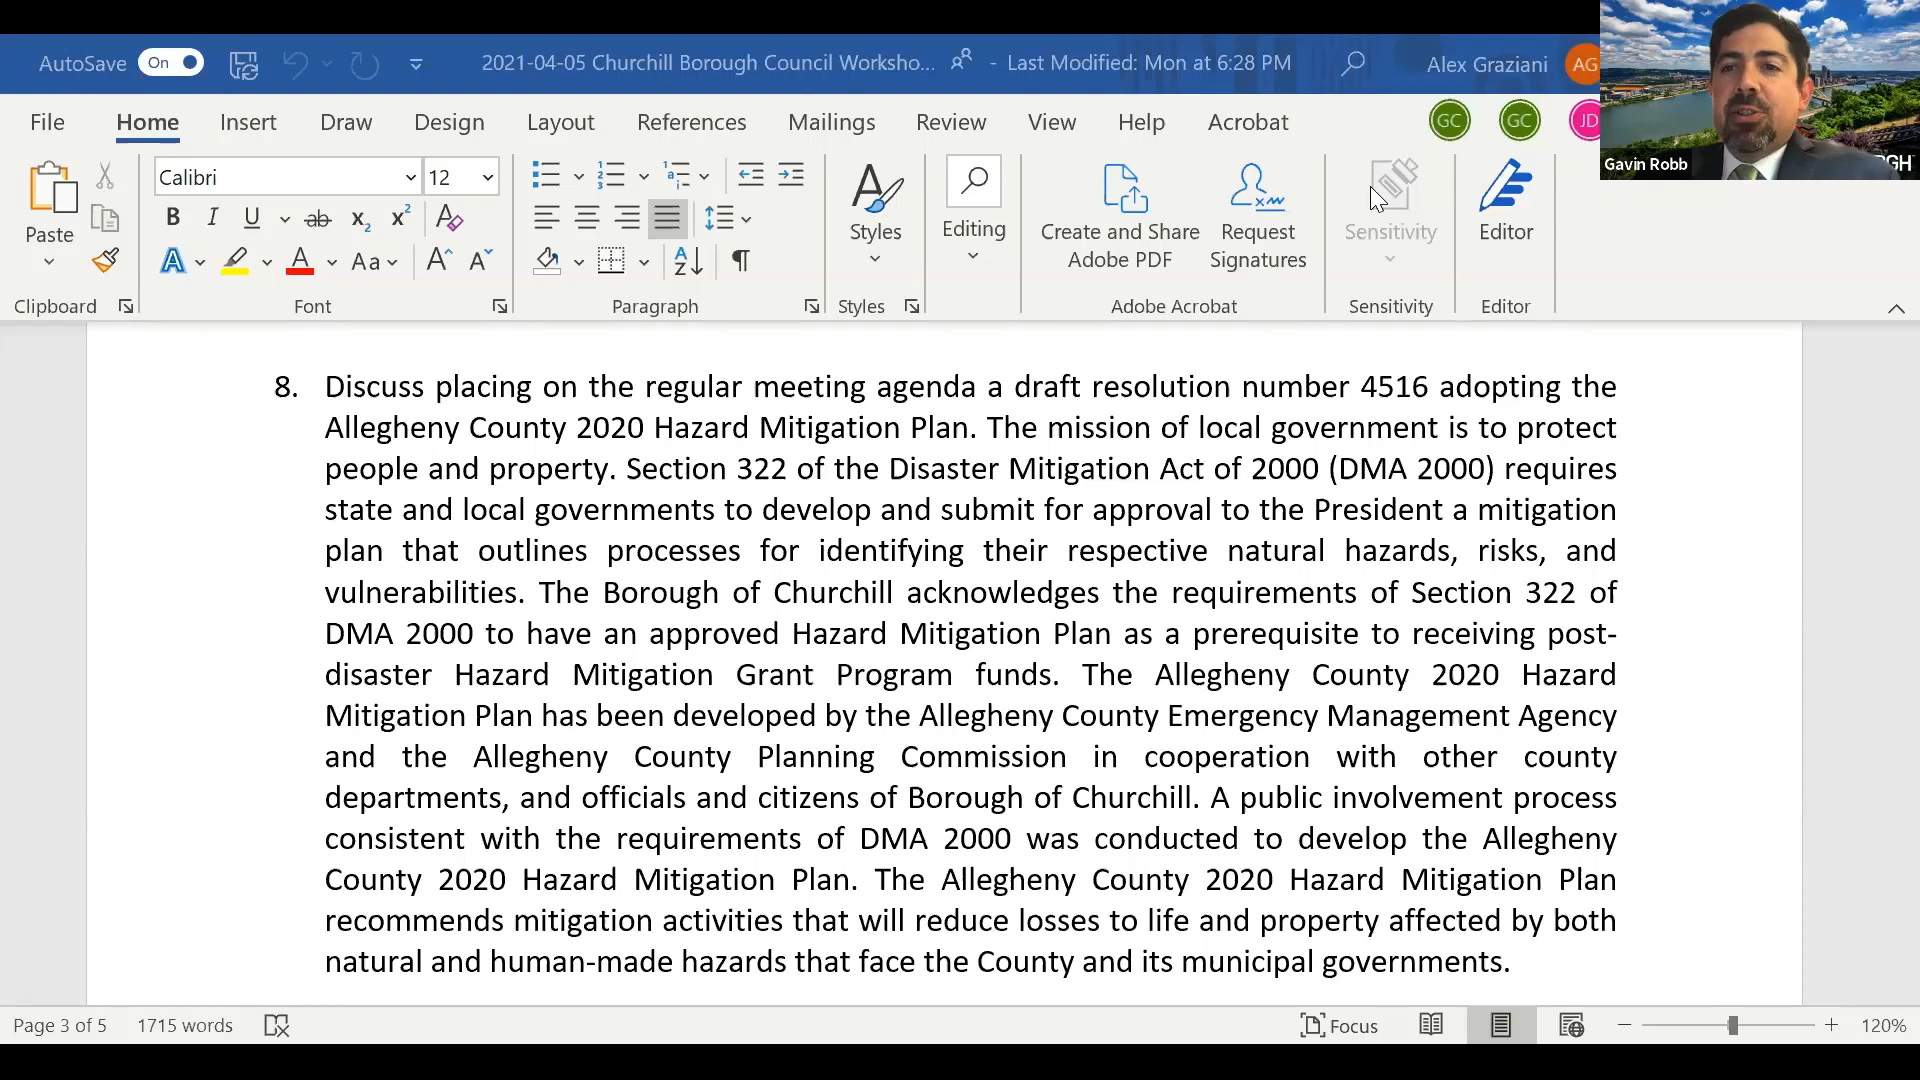 AutoSave On 2021-04-05 Churchill Borough Council Worksho... - Last Modified: Mon at 6:28 PM Alex Graziani AG
File Home Insert Draw Design Layout References Mailings Review View Help Acrobat GC GC JD
Gavin Robb
Calibri 12
Paste
Styles
Editing
Create and Share
Adobe PDF
Request
Signatures
Sensitivity
Editor
Clipboard Font Paragraph Styles Adobe Acrobat Sensitivity Editor
8. Discuss placing on the regular meeting agenda a draft resolution number 4516 adopting the
Allegheny County 2020 Hazard Mitigation Plan. The mission of local government is to protect
people and property. Section 322 of the Disaster Mitigation Act of 2000 (DMA 2000) requires
state and local governments to develop and submit for approval to the President a mitigation
plan that outlines processes for identifying their respective natural hazards, risks, and
vulnerabilities. The Borough of Churchill acknowledges the requirements of Section 322 of
DMA 2000 to have an approved Hazard Mitigation Plan as a prerequisite to receiving post-
disaster Hazard Mitigation Grant Program funds. The Allegheny County 2020 Hazard
Mitigation Plan has been developed by the Allegheny County Emergency Management Agency
and the Allegheny County Planning Commission in cooperation with other county
departments, and officials and citizens of Borough of Churchill. A public involvement process
consistent with the requirements of DMA 2000 was conducted to develop the Allegheny
County 2020 Hazard Mitigation Plan. The Allegheny County 2020 Hazard Mitigation Plan
recommends mitigation activities that will reduce losses to life and property affected by both
natural and human-made hazards that face the County and its municipal governments.
Page 3 of 5 1715 words Focus 120%